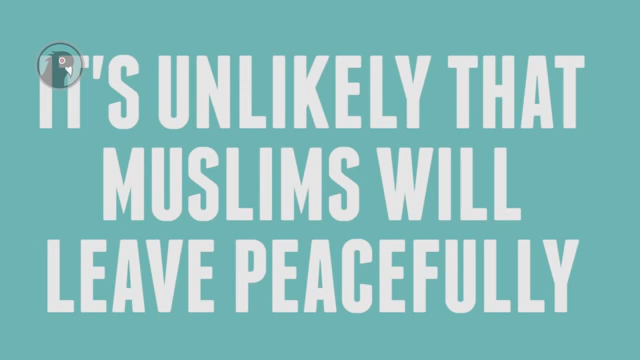 IT'S UNLIKELY THAT
MUSLIMS WILL
LEAVE PEACEFULLY